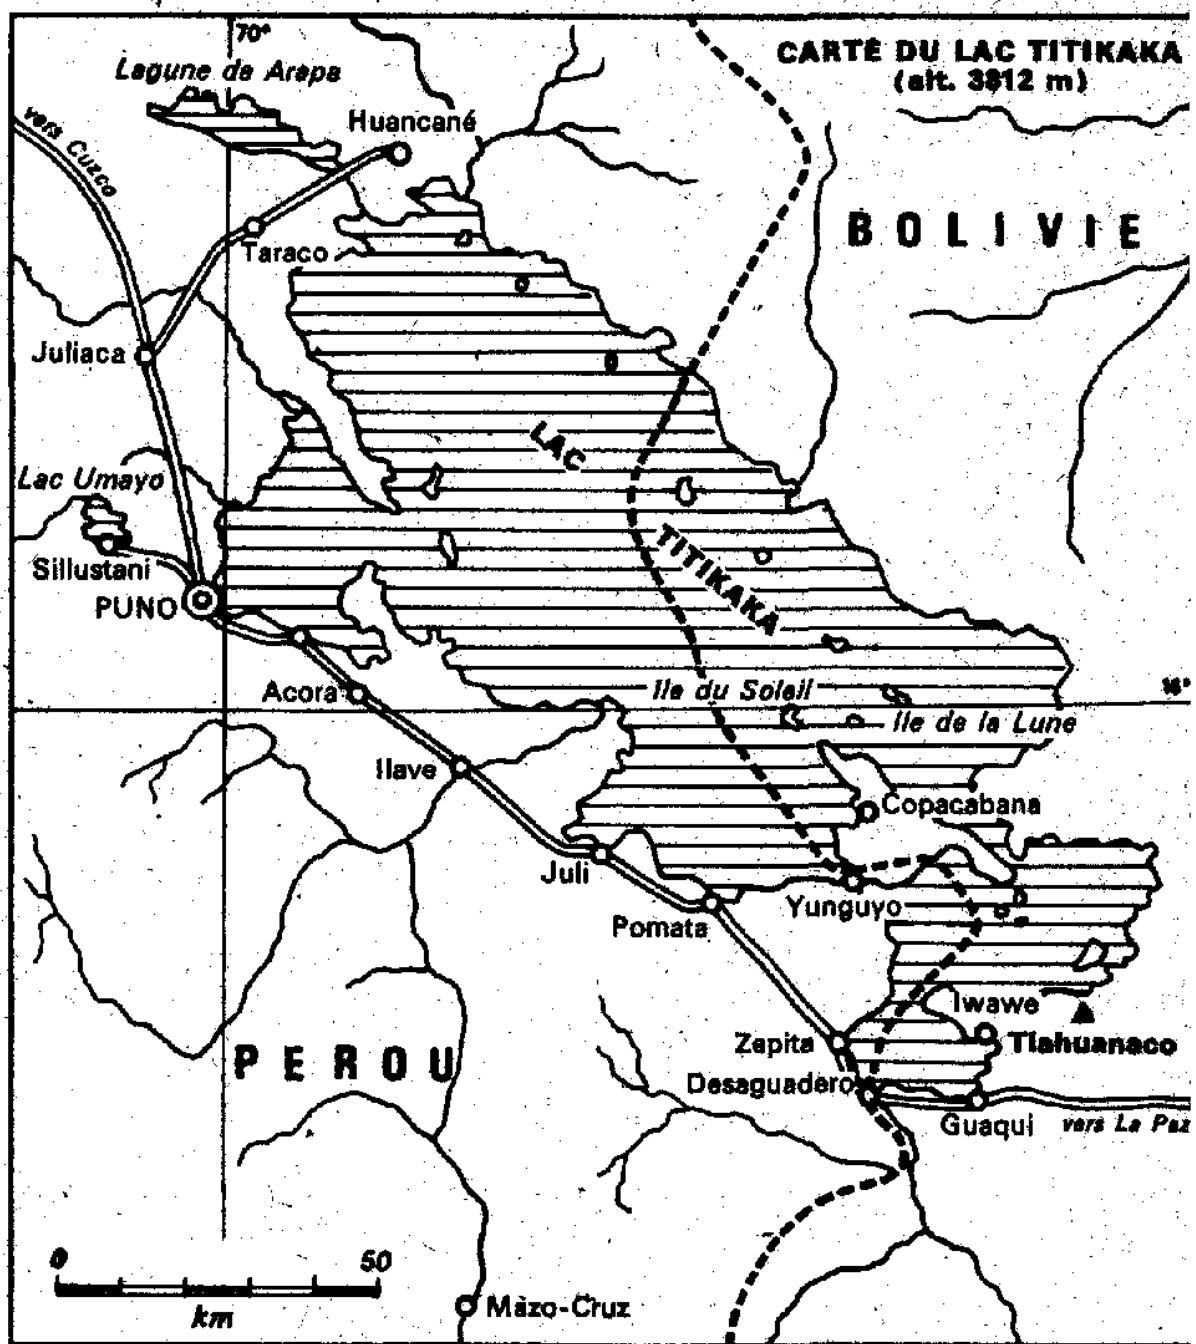 70°
CARTE DU LAC TITIKAKA
(alt. 3812 m)
Lagune de Arapa
Huancané
vers Cuzco
BOLIVIE
Taraco
Juliaca
LAC
TITIKAKA
Lac Umayo
Sillustani
PUNO
Ile du Soleil
16°
Acora
Ile de la Lune
Ilave
Copacabana
Juli
Yunguyo
Pomata
Iwawe
Zepita
Tiahuanaco
PEROU
Desaguadero
Guaqui
vers La Paz
0
50
km
Mazo-Cruz